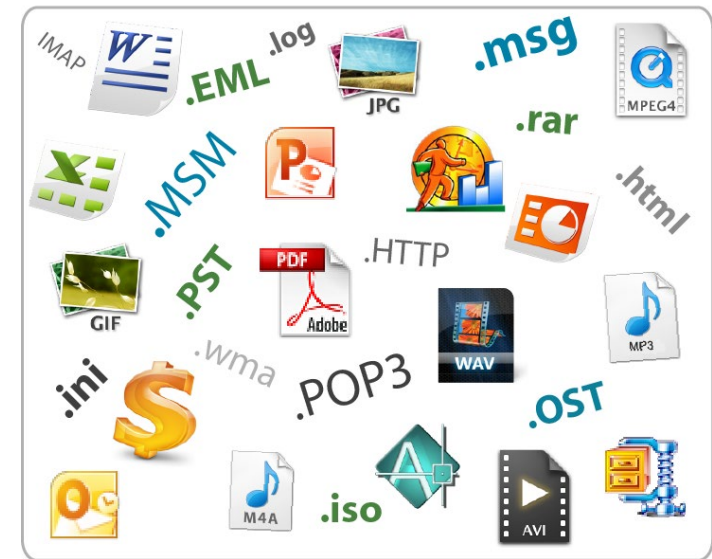 IMAP
W
.EML
.log
JPG
.msg
MPEG4
X
.MSM
P
.rar
.html
GIF
.PST
PDF
Adobe
.HTTP
WAV
MP3
.ini
$
.wma
.POP3
.OST
O
M4A
.iso
A
AVI